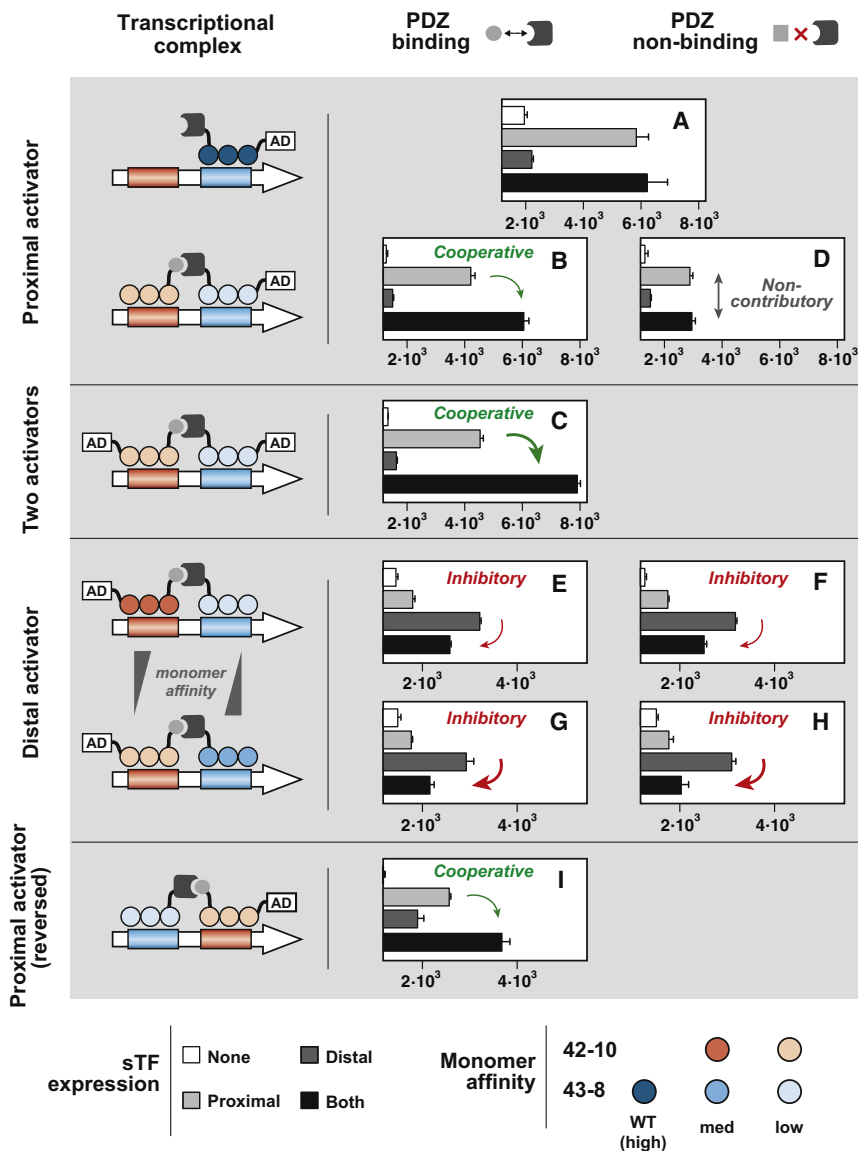 Transcriptional complex
PDZ binding
PDZ non-binding
Proximal activator
AD
A
2·10³ 4·10³ 6·10³ 8·10³
AD
Cooperative
B
2·10³ 4·10³ 6·10³ 8·10³
D
Non-contributory
2·10³ 4·10³ 6·10³ 8·10³
Two activators
AD
AD
Cooperative
C
2·10³ 4·10³ 6·10³ 8·10³
Distal activator
AD
Inhibitory
E
2·10³ 4·10³
Inhibitory
F
2·10³ 4·10³
monomer affinity
AD
Inhibitory
G
2·10³ 4·10³
Inhibitory
H
2·10³ 4·10³
Proximal activator (reversed)
AD
Cooperative
I
2·10³ 4·10³
sTF expression
None
Distal
Proximal
Both
Monomer affinity
42-10
43-8
WT (high)
med
low